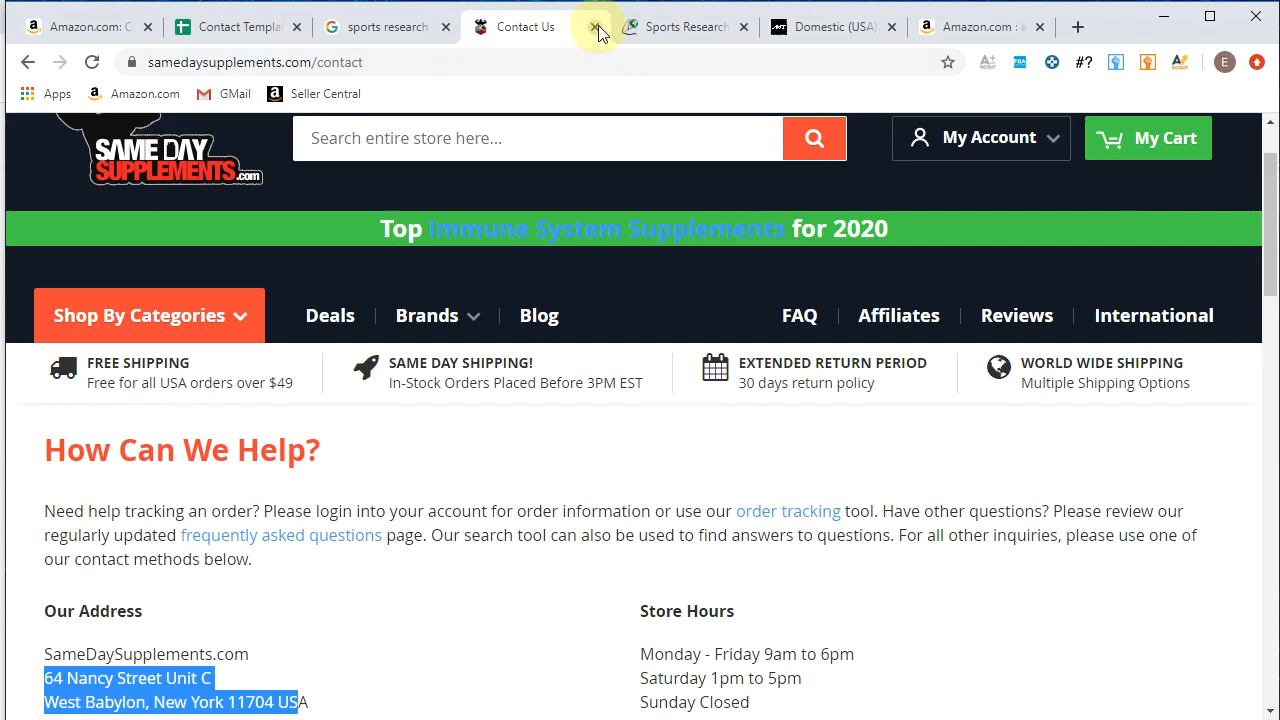 Amazon.com: C
Contact Templa
sports research
Contact Us
Sports Research
Domestic (USA)
Amazon.com : a
samedaysupplements.com/contact
#?
E
Apps
Amazon.com
GMail
Seller Central
SAME DAY
SUPPLEMENTS.com
Search entire store here...
My Account
My Cart
Top Immune System Supplements for 2020
Shop By Categories
Deals
Brands
Blog
FAQ
Affiliates
Reviews
International
FREE SHIPPING
Free for all USA orders over $49
SAME DAY SHIPPING!
In-Stock Orders Placed Before 3PM EST
EXTENDED RETURN PERIOD
30 days return policy
WORLD WIDE SHIPPING
Multiple Shipping Options
How Can We Help?
Need help tracking an order? Please login into your account for order information or use our order tracking tool. Have other questions? Please review our
regularly updated frequently asked questions page. Our search tool can also be used to find answers to questions. For all other inquiries, please use one of
our contact methods below.
Our Address
SameDaySupplements.com
64 Nancy Street Unit C
West Babylon, New York 11704 USA
Store Hours
Monday - Friday 9am to 6pm
Saturday 1pm to 5pm
Sunday Closed